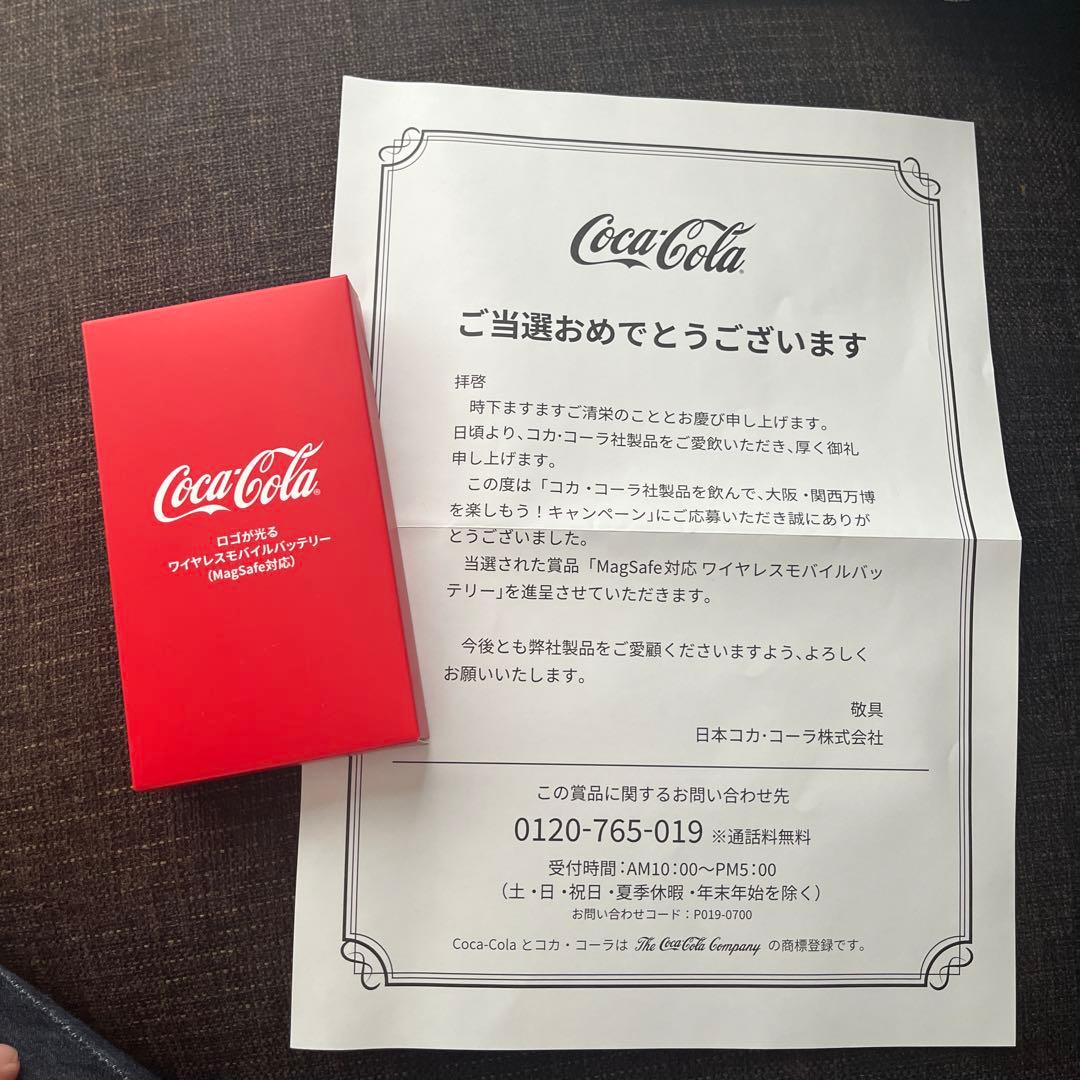 Coca-Cola
ロゴが光る
ワイヤレスモバイルバッテリー
（MagSafe対応）
Coca-Cola
ご当選おめでとうございます
拝啓
時下ますますご清栄のこととお慶び申し上げます。
日頃より、コカ・コーラ社製品をご愛飲いただき、厚く御礼
申し上げます。
この度は「コカ・コーラ社製品を飲んで、大阪・関西万博
を楽しもう！キャンペーン」にご応募いただき誠にありが
とうございました。
当選された賞品「MagSafe対応 ワイヤレスモバイルバッ
テリー」を進呈させていただきます。
今後とも弊社製品をご愛顧くださいますよう、よろしく
お願いいたします。
敬具
日本コカ・コーラ株式会社
この賞品に関するお問い合わせ先
0120-765-019 ※通話料無料
受付時間：AM10：00～PM5：00
（土・日・祝日・夏季休暇・年末年始を除く）
お問い合わせコード：P019-0700
Coca-Cola とコカ・コーラは The Coca-Cola Company の商標登録です。